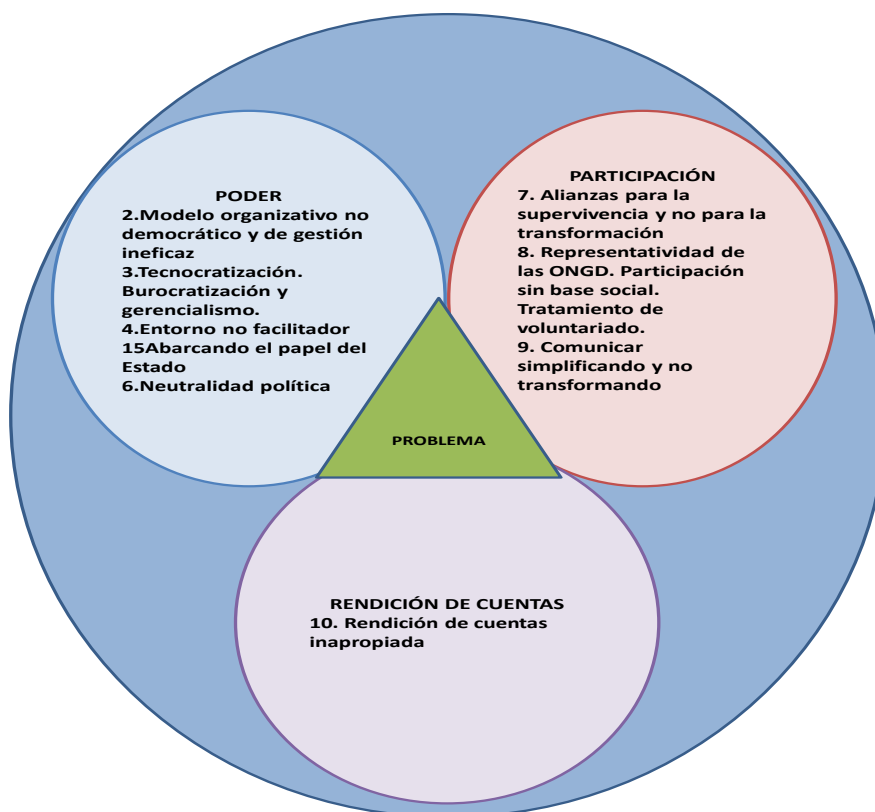 PODER
2.Modelo organizativo no
democrático y de gestión
ineficaz
3.Tecnocratización.
Burocratización y
gerencialismo.
4.Entorno no facilitador
15Abarcando el papel del
Estado
6.Neutralidad política
PARTICIPACIÓN
7. Alianzas para la
supervivencia y no para la
transformación
8. Representatividad de
las ONGD. Participación
sin base social.
Tratamiento de
voluntariado.
9. Comunicar
simplificando y no
transformando
PROBLEMA
RENDICIÓN DE CUENTAS
10. Rendición de cuentas
inapropiada